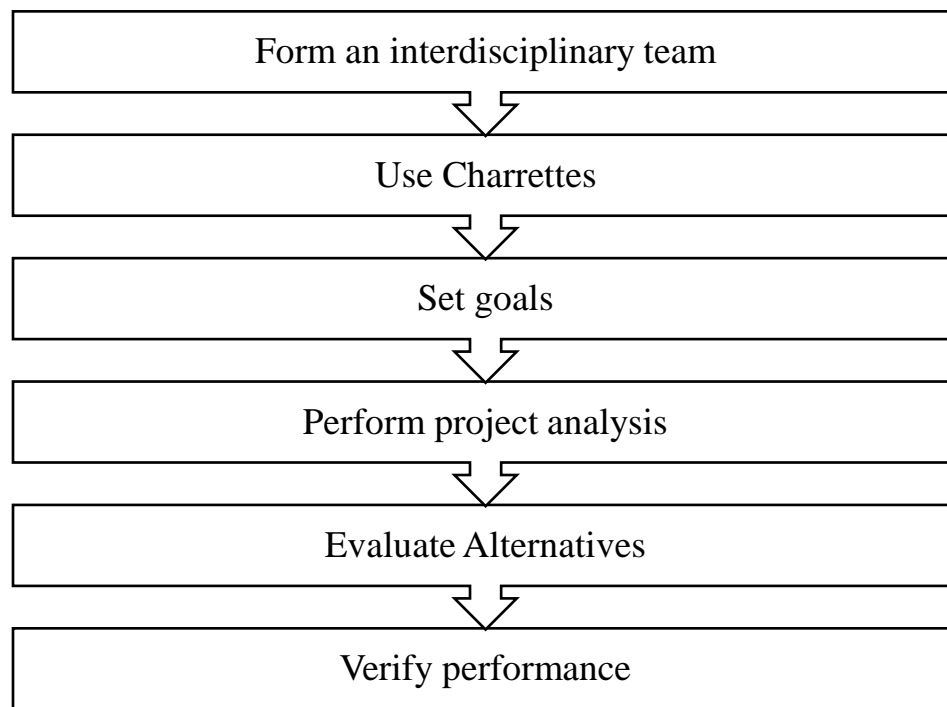 Form an interdisciplinary team
Use Charrettes
Set goals
Perform project analysis
Evaluate Alternatives
Verify performance